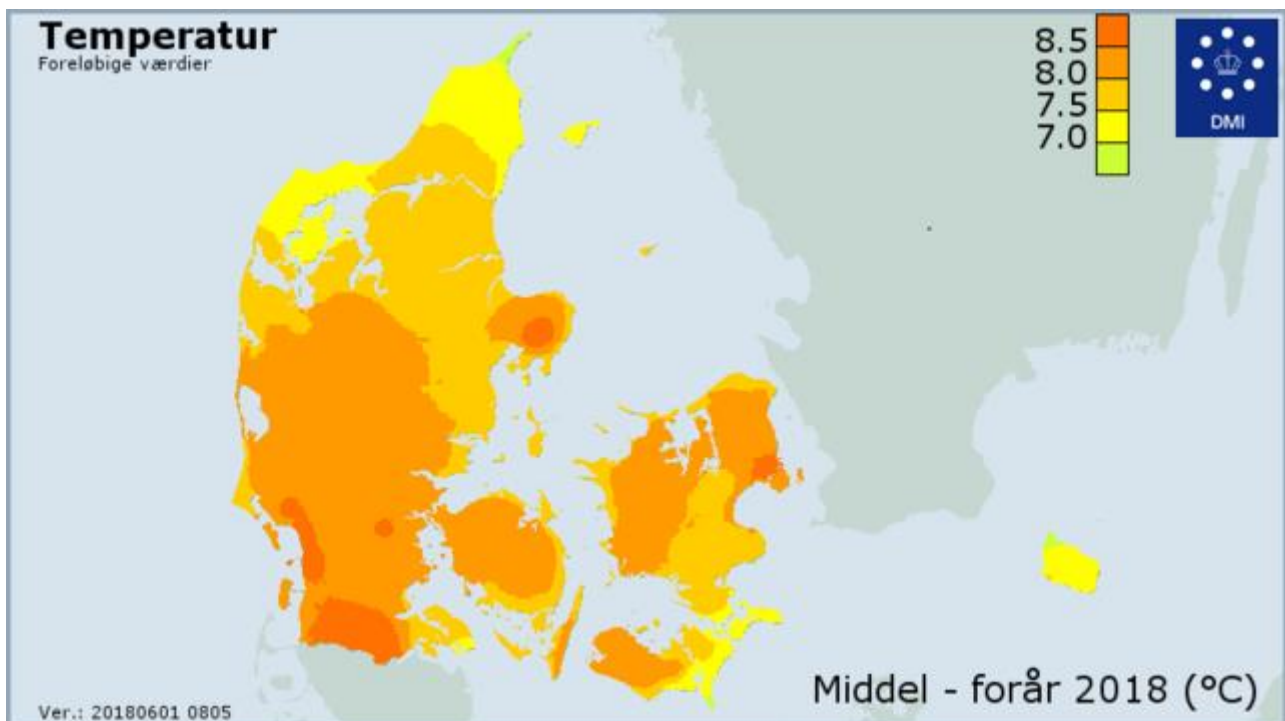 Temperatur
Foreløbige værdier
8.5
8.0
7.5
7.0
DMI
Middel - forår 2018 (°C)
Ver.: 20180601 0805